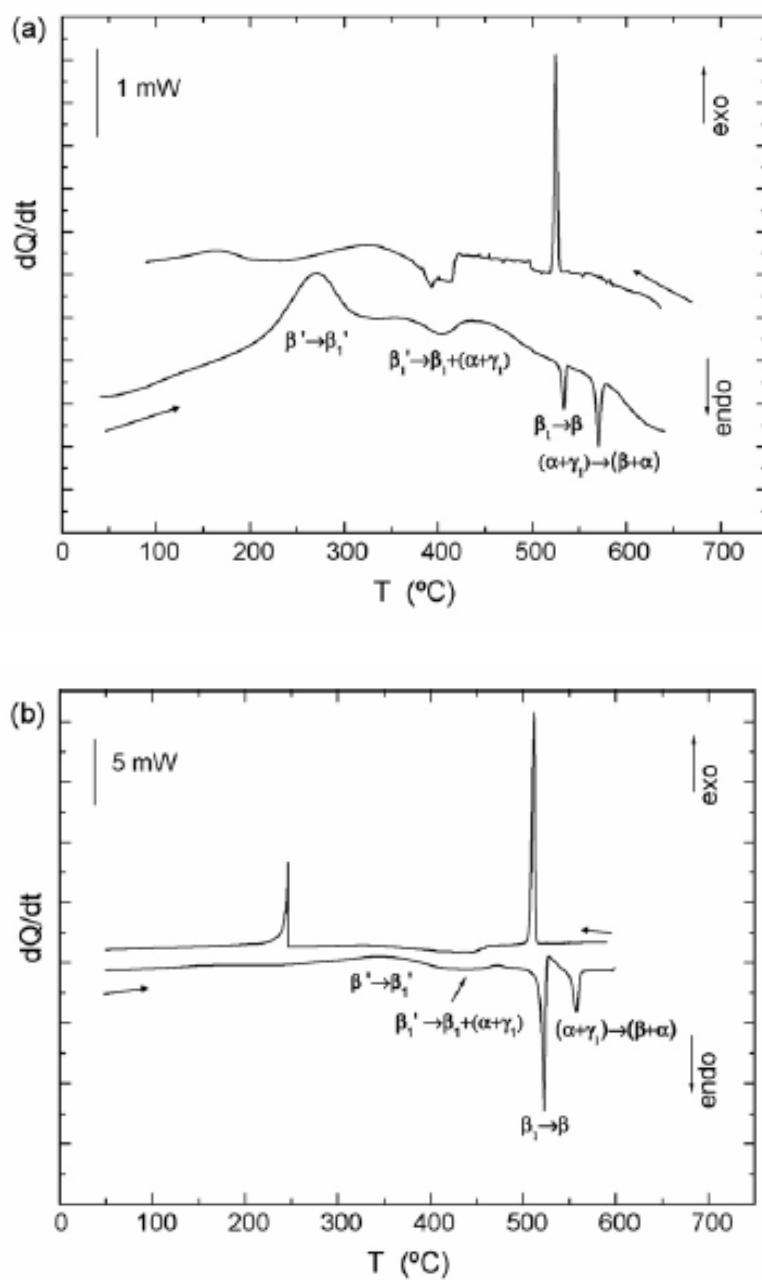 (a)
1 mW
exo
dQ/dt
β'→β₁'
β₁'→β₁+(α+γ₁)
endo
β₁→β
(α+γ₁)→(β+α)
0 100 200 300 400 500 600 700
T (ºC)
(b)
5 mW
exo
dQ/dt
β'→β₁'
β₁'→β₁+(α+γ₁)
(α+γ₁)→(β+α)
endo
β₁→β
0 100 200 300 400 500 600 700
T (ºC)